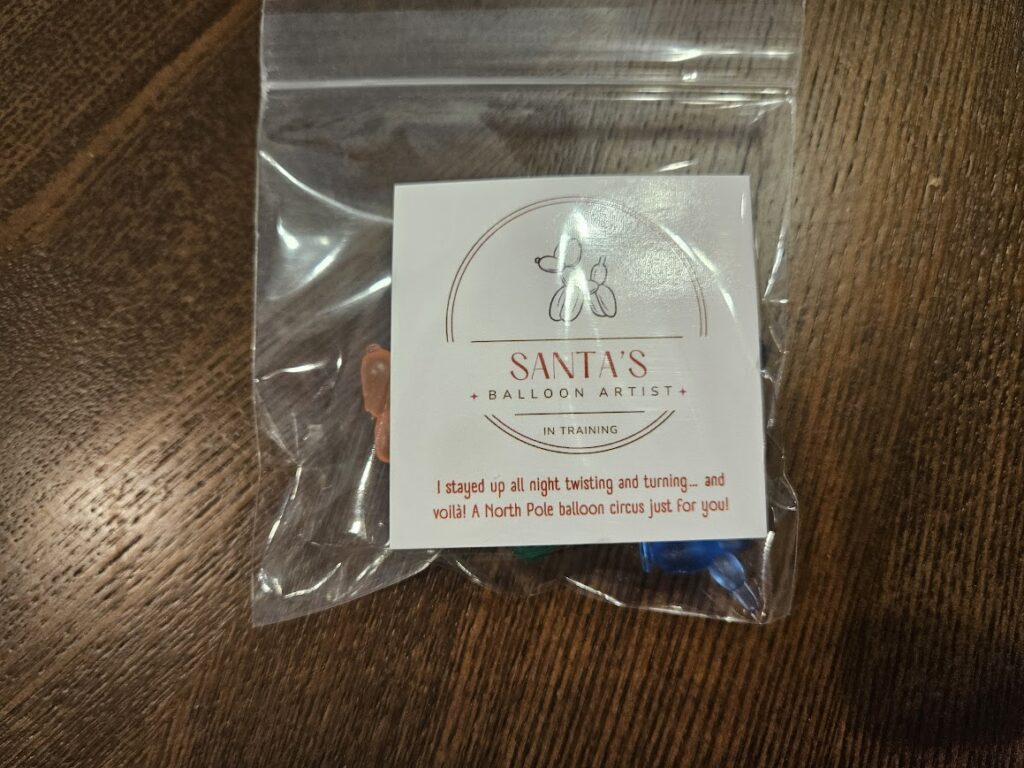 SANTA'S
BALLOON ARTIST
IN TRAINING
I stayed up all night twisting and turning... and
voilà! A North Pole balloon circus just for you!